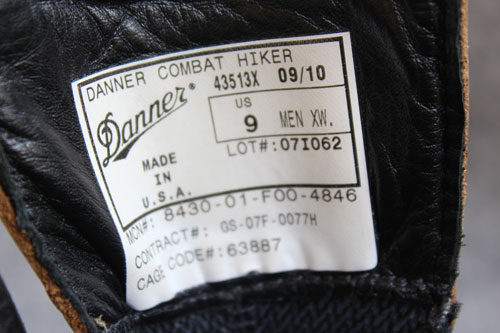 DANNER COMBAT HIKER
43513X 09/10
Danner®
US
9 MEN XW.
LOT#:07I062
MADE
IN
U.S.A.
MCN#: 8430-01-F00-4846
CONTRACT#: GS-07F-0077H
CAGE CODE#:63887